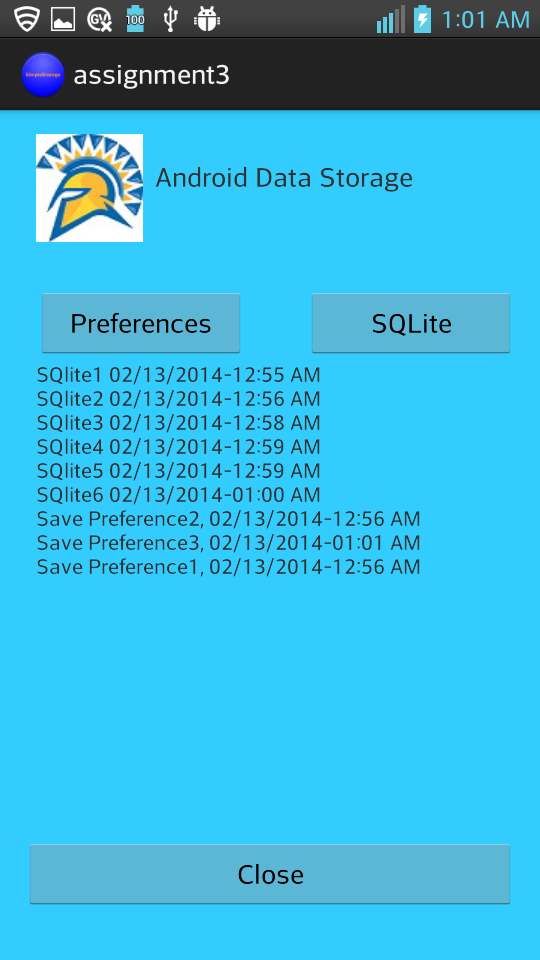 100
1:01 AM
SimpleStorage
assignment3
Android Data Storage
Preferences
SQLite
SQlite1 02/13/2014-12:55 AM
SQlite2 02/13/2014-12:56 AM
SQlite3 02/13/2014-12:58 AM
SQlite4 02/13/2014-12:59 AM
SQlite5 02/13/2014-12:59 AM
SQlite6 02/13/2014-01:00 AM
Save Preference2, 02/13/2014-12:56 AM
Save Preference3, 02/13/2014-01:01 AM
Save Preference1, 02/13/2014-12:56 AM
Close